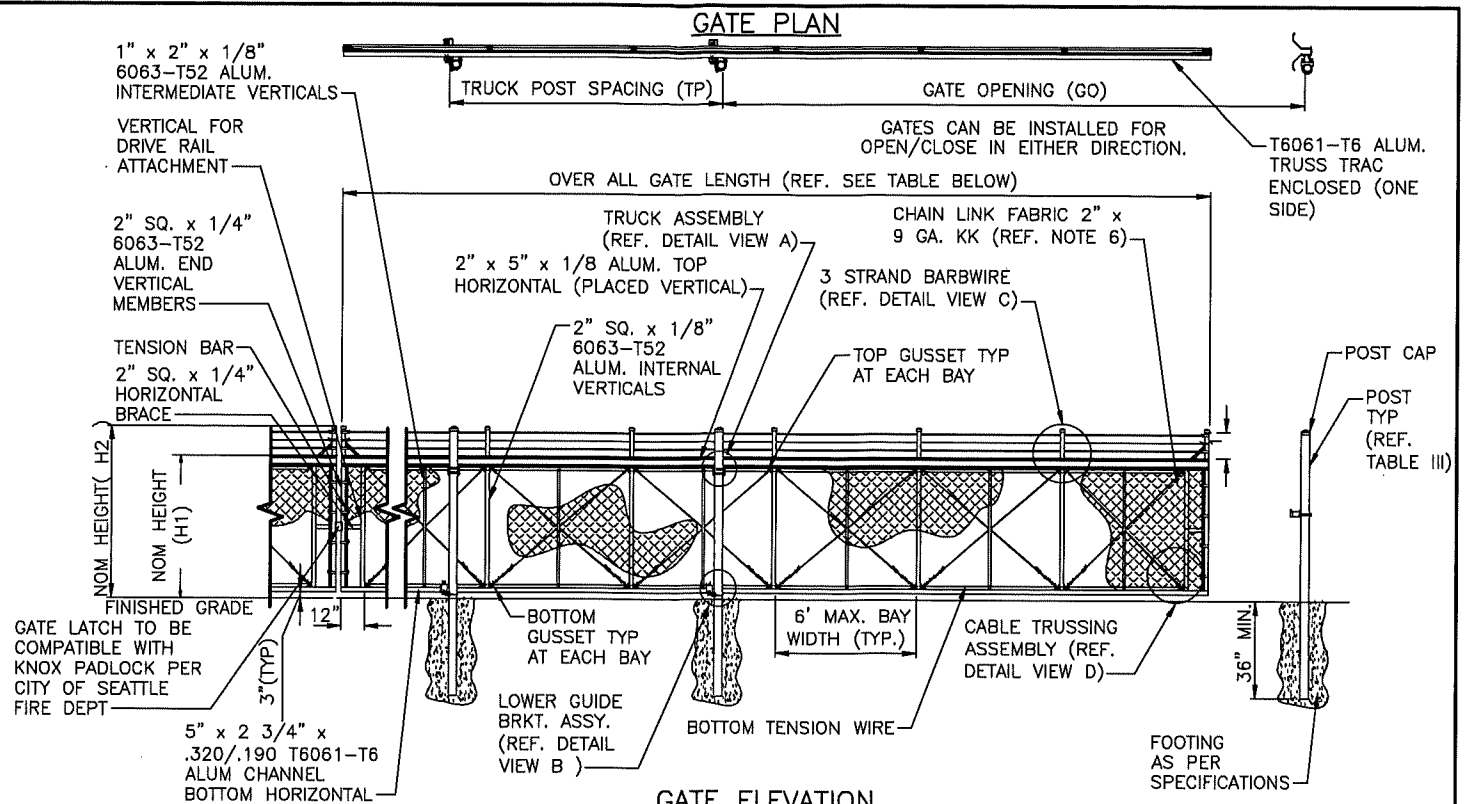 GATE PLAN
1" x 2" x 1/8"
6063-T52 ALUM.
INTERMEDIATE VERTICALS
TRUCK POST SPACING (TP)
GATE OPENING (GO)
VERTICAL FOR
DRIVE RAIL
ATTACHMENT
GATES CAN BE INSTALLED FOR
OPEN/CLOSE IN EITHER DIRECTION.
T6061-T6 ALUM.
TRUSS TRAC
ENCLOSED (ONE
SIDE)
OVER ALL GATE LENGTH (REF. SEE TABLE BELOW)
2" SQ. x 1/4"
6063-T52
ALUM. END
VERTICAL
MEMBERS
TRUCK ASSEMBLY
(REF. DETAIL VIEW A)
CHAIN LINK FABRIC 2" x
9 GA. KK (REF. NOTE 6)
2" x 5" x 1/8 ALUM. TOP
HORIZONTAL (PLACED VERTICAL)
3 STRAND BARBWIRE
(REF. DETAIL VIEW C)
2" SQ. x 1/8"
6063-T52
ALUM. INTERNAL
VERTICALS
TENSION BAR
2" SQ. x 1/4"
HORIZONTAL
BRACE
TOP GUSSET TYP
AT EACH BAY
POST CAP
POST
TYP
(REF.
TABLE III)
NOM HEIGHT( H2 )
NOM HEIGHT
(H1)
FINISHED GRADE
12"
3"(TYP)
GATE LATCH TO BE
COMPATIBLE WITH
KNOX PADLOCK PER
CITY OF SEATTLE
FIRE DEPT
BOTTOM
GUSSET TYP
AT EACH BAY
6' MAX. BAY
WIDTH (TYP.)
CABLE TRUSSING
ASSEMBLY (REF.
DETAIL VIEW D)
36" MIN.
5" x 2 3/4" x
.320/.190 T6061-T6
ALUM CHANNEL
BOTTOM HORIZONTAL
LOWER GUIDE
BRKT. ASSY.
(REF. DETAIL
VIEW B )
BOTTOM TENSION WIRE
FOOTING
AS PER
SPECIFICATIONS
GATE ELEVATION